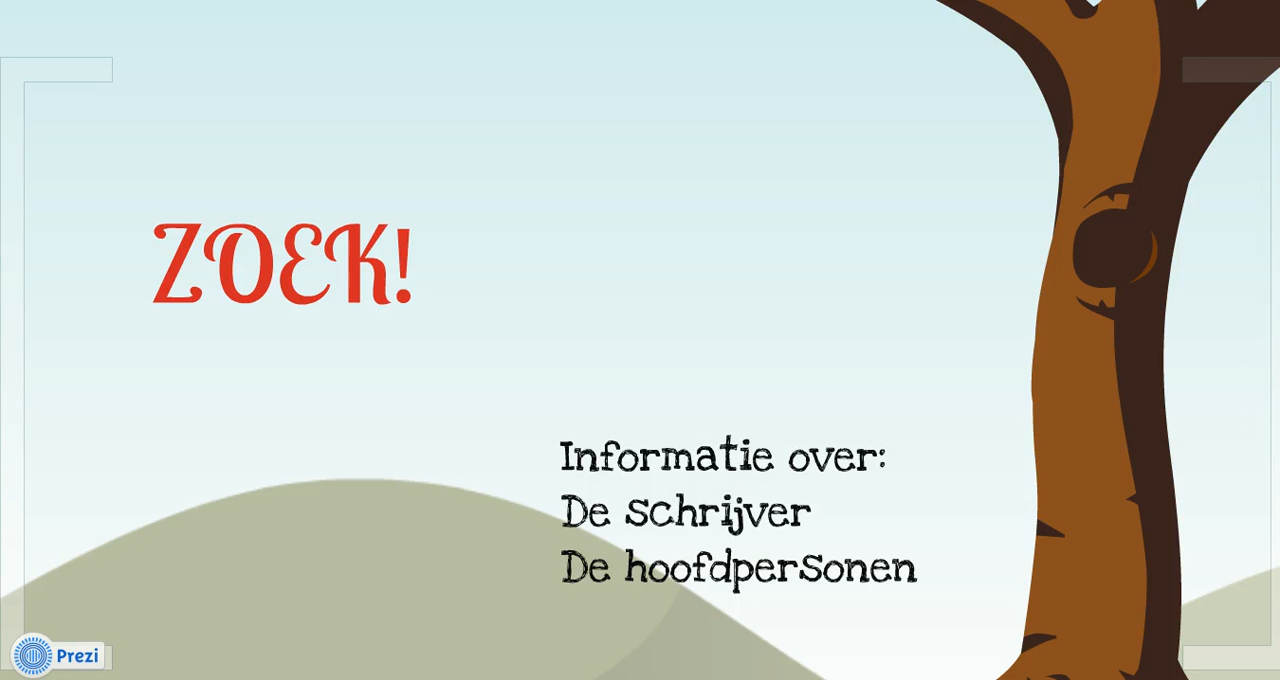 ZOEK!
Informatie over:
De schrijver
De hoofdpersonen
Prezi